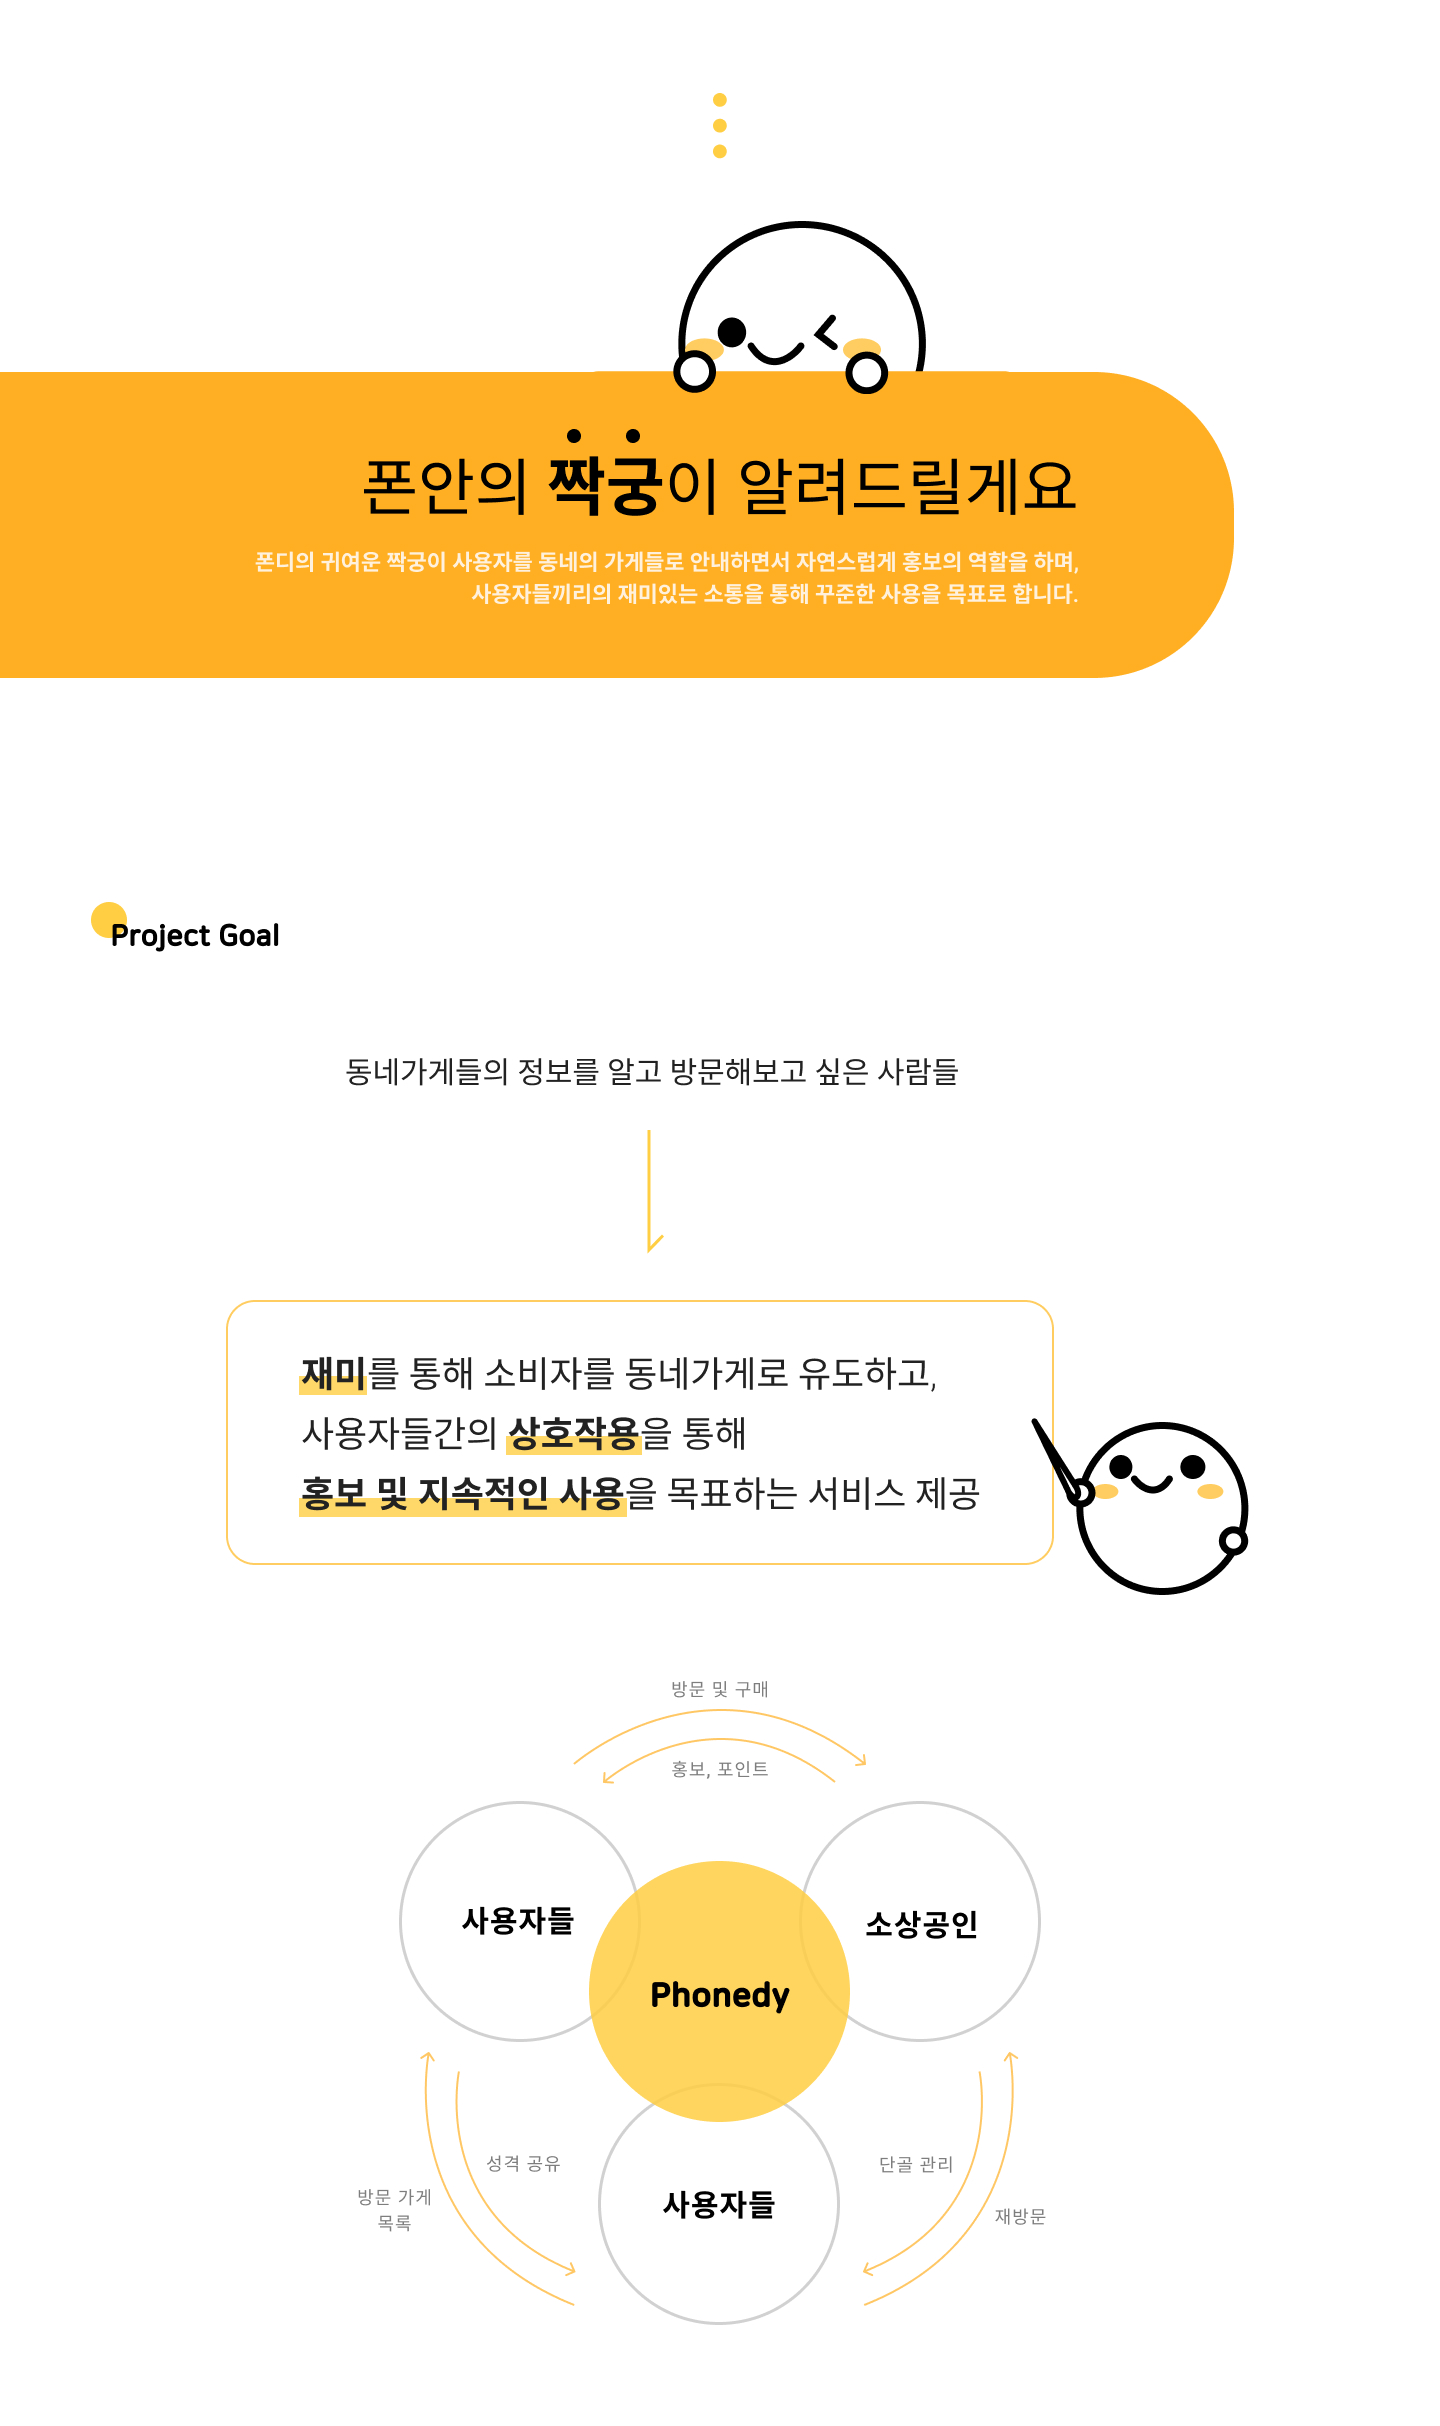 폰안의 짝궁이 알려드릴게요
폰디의 귀여운 짝궁이 사용자를 동네의 가게들로 안내하면서 자연스럽게 홍보의 역할을 하며,
사용자들끼리의 재미있는 소통을 통해 꾸준한 사용을 목표로 합니다.
Project Goal
동네가게들의 정보를 알고 방문해보고 싶은 사람들
재미를 통해 소비자를 동네가게로 유도하고,
사용자들간의 상호작용을 통해
홍보 및 지속적인 사용을 목표하는 서비스 제공
방문 및 구매
홍보, 포인트
사용자들
소상공인
Phonedy
성격 공유
단골 관리
방문 가게
목록
사용자들
재방문